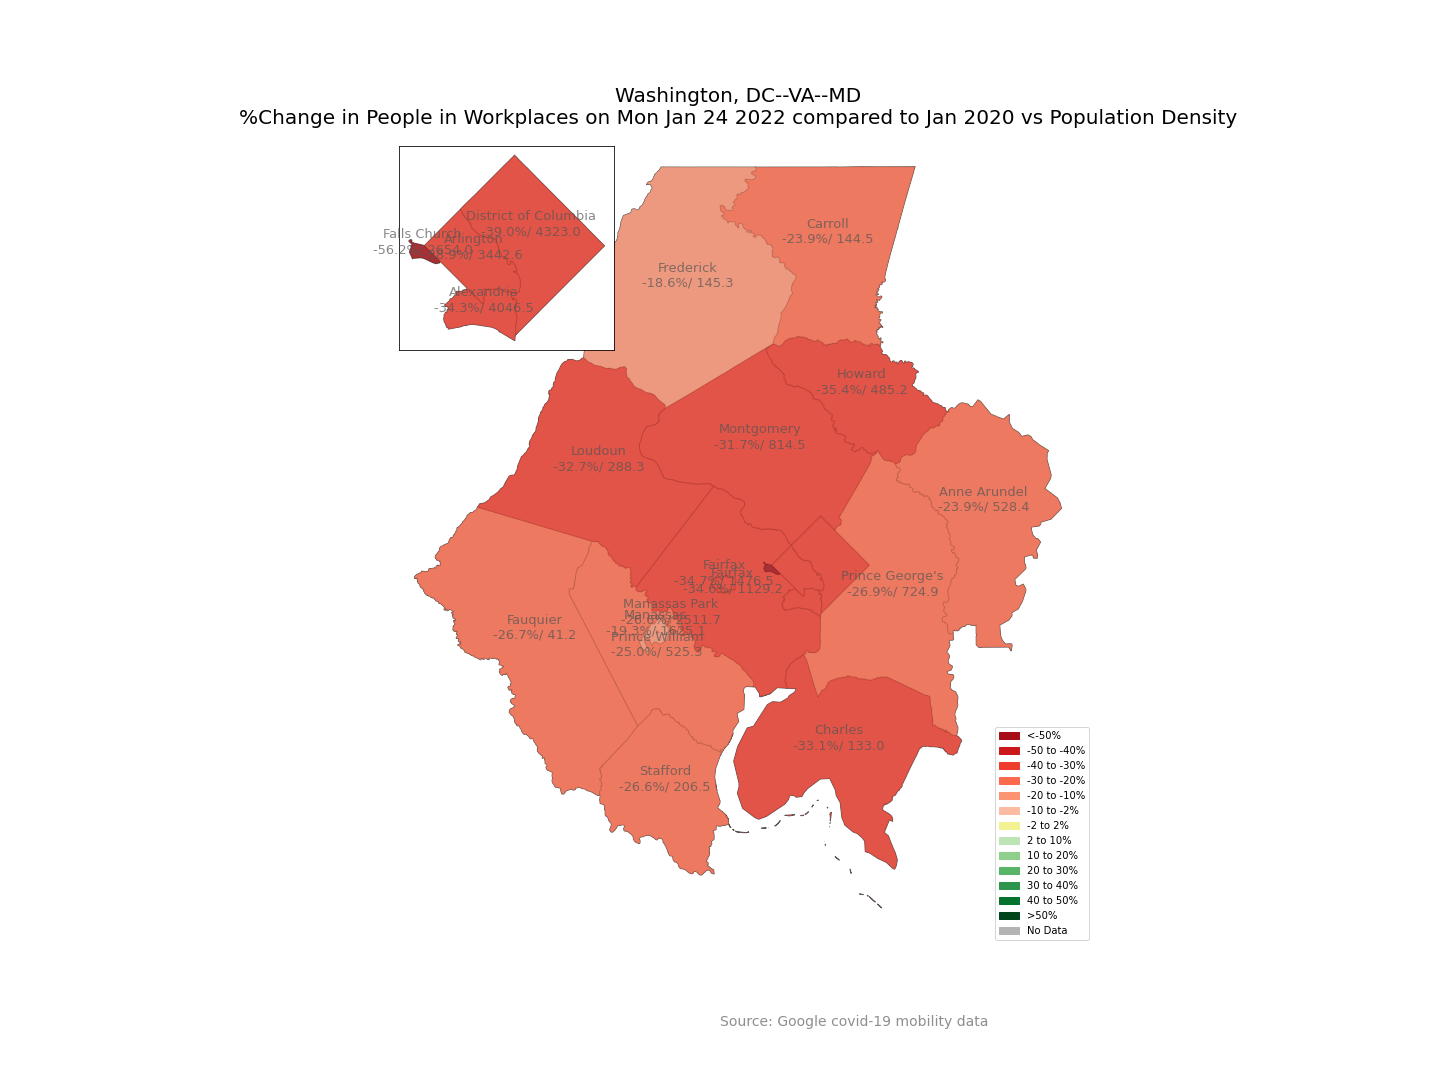 Washington, DC--VA--MD
%Change in People in Workplaces on Mon Jan 24 2022 compared to Jan 2020 vs Population Density
District of Columbia
-39.0%/ 4323.0
Falls Church
-56.2%
3654.0
Arlington
3442.6
Alexandria
-34.3%/ 4046.5
Carroll
-23.9%/ 144.5
Frederick
-18.6%/ 145.3
Howard
-35.4%/ 485.2
Montgomery
-31.7%/ 814.5
Loudoun
-32.7%/ 288.3
Anne Arundel
-23.9%/ 528.4
Fairfax
-34.7%/ 1476.5
Fairfax
-34.6%/ 1129.2
Prince George's
-26.9%/ 724.9
Manassas Park
-26.6%/ 2511.7
Manassas
-19.3%/ 1625.1
Prince William
-25.0%/ 525.3
Fauquier
-26.7%/ 41.2
Charles
-33.1%/ 133.0
Stafford
-26.6%/ 206.5
<-50%
-50 to -40%
-40 to -30%
-30 to -20%
-20 to -10%
-10 to -2%
-2 to 2%
2 to 10%
10 to 20%
20 to 30%
30 to 40%
40 to 50%
>50%
No Data
Source: Google covid-19 mobility data